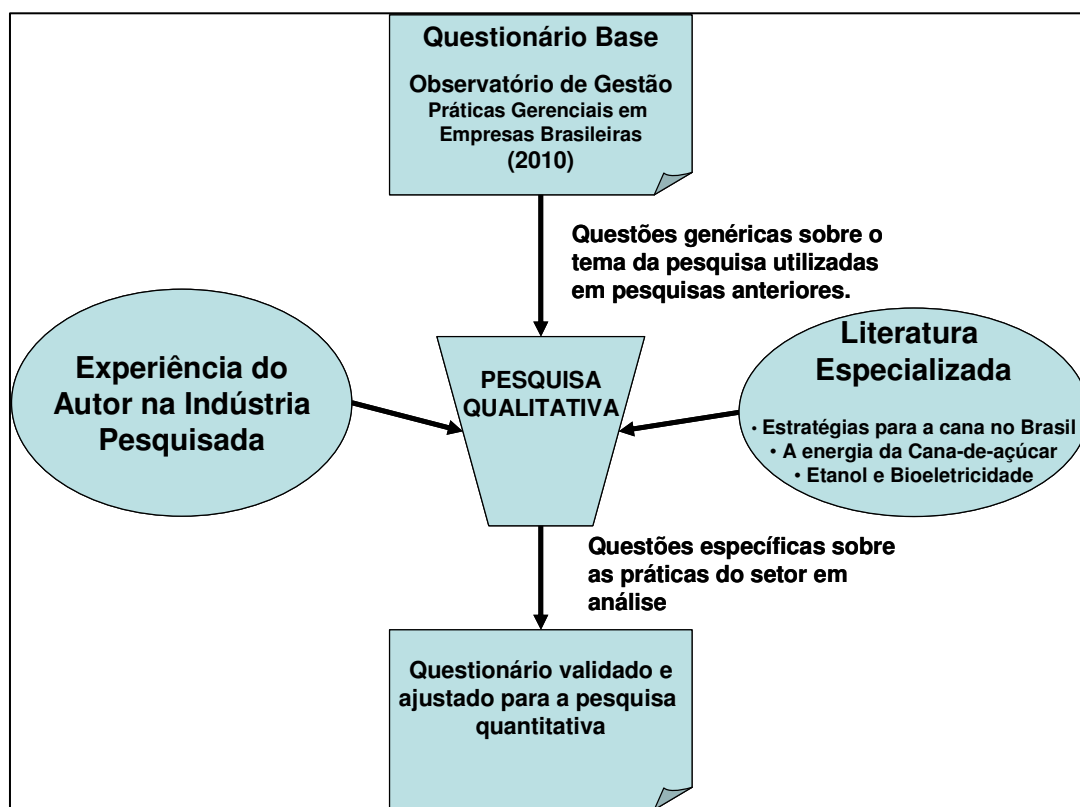 Questionário Base
Observatório de Gestão
Práticas Gerenciais em
Empresas Brasileiras
(2010)
Questões genéricas sobre o
tema da pesquisa utilizadas
em pesquisas anteriores.
Experiência do
Autor na Indústria
Pesquisada
PESQUISA
QUALITATIVA
Literatura
Especializada
• Estratégias para a cana no Brasil
• A energia da Cana-de-açúcar
• Etanol e Bioeletricidade
Questões específicas sobre
as práticas do setor em
análise
Questionário validado e
ajustado para a pesquisa
quantitativa